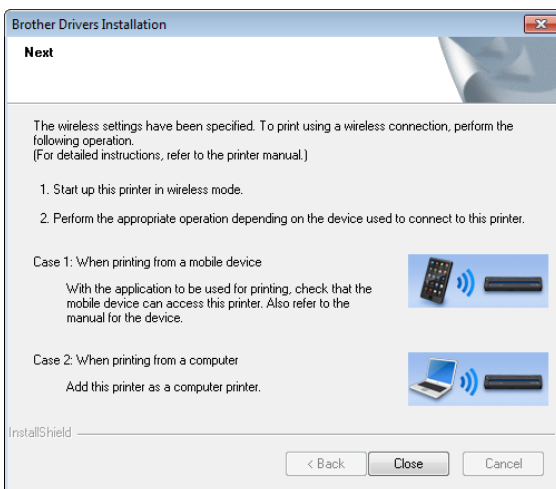 Brother Drivers Installation
Next
The wireless settings have been specified. To print using a wireless connection, perform the
following operation.
(For detailed instructions, refer to the printer manual.)
1. Start up this printer in wireless mode.
2. Perform the appropriate operation depending on the device used to connect to this printer.
Case 1: When printing from a mobile device
With the application to be used for printing, check that the
mobile device can access this printer. Also refer to the
manual for the device.
Case 2: When printing from a computer
Add this printer as a computer printer.
InstallShield
< Back
Close
Cancel